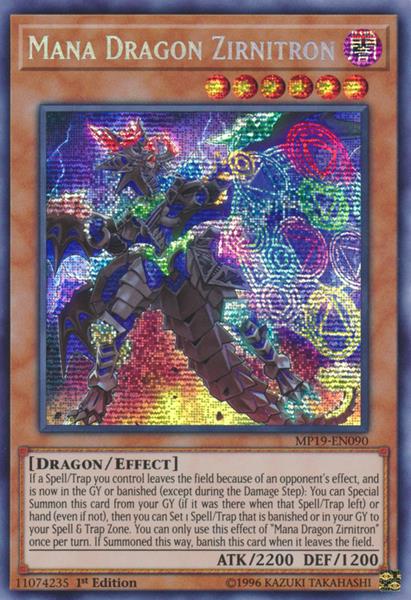 MANA DRAGON ZIRNITRON
MP19-EN090
[DRAGON/EFFECT]
If a Spell/Trap you control leaves the field because of an opponent's effect, and
is now in the GY or banished (except during the Damage Step): You can Special
Summon this card from your GY (if it was there when that Spell/Trap left) or
hand (even if not), then you can Set 1 Spell/Trap that is banished or in your GY to
your Spell & Trap Zone. You can only use this effect of "Mana Dragon Zirnitron"
once per turn. If Summoned this way, banish this card when it leaves the field.
ATK/2200 DEF/1200
11074235 1st Edition ©1996 KAZUKI TAKAHASHI